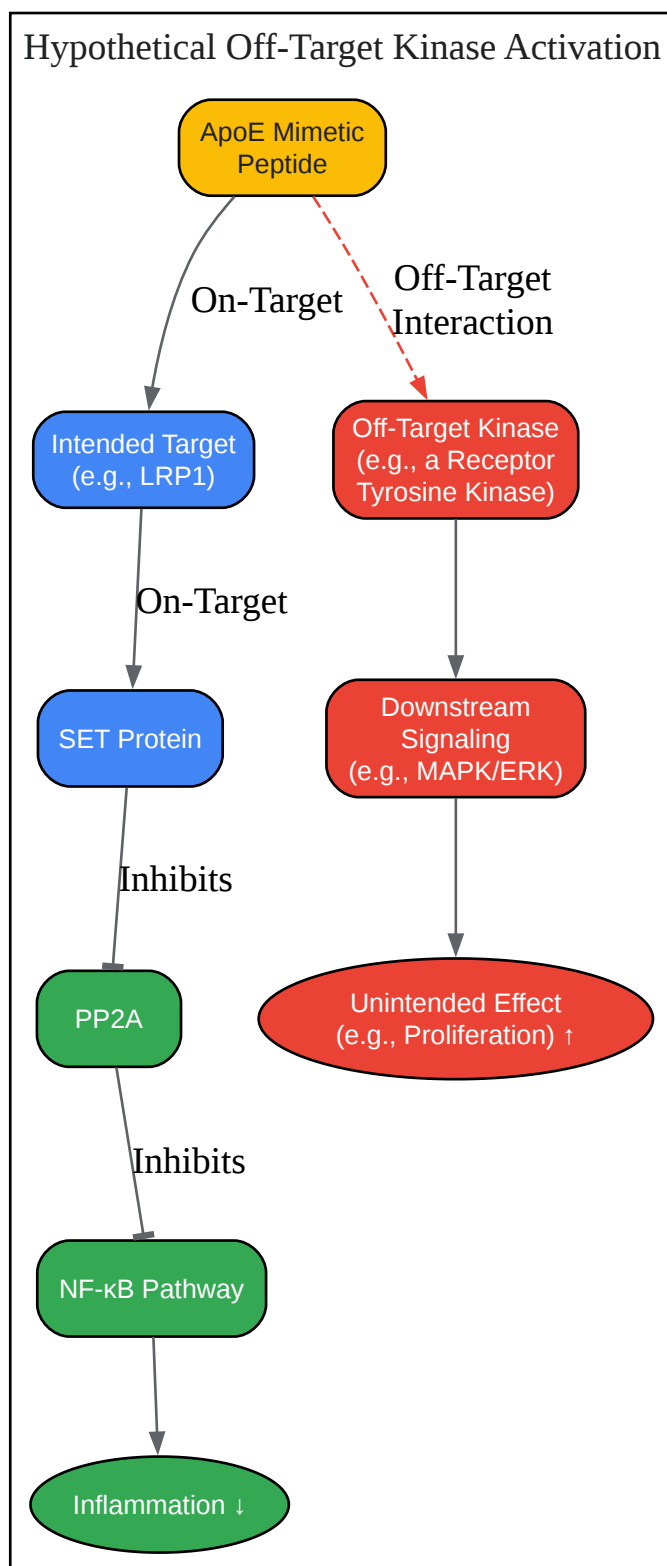 Hypothetical Off-Target Kinase Activation
ApoE Mimetic
Peptide
On-Target
Off-Target
Interaction
Intended Target
(e.g., LRP1)
Off-Target Kinase
(e.g., a Receptor
Tyrosine Kinase)
On-Target
SET Protein
Downstream
Signaling
(e.g., MAPK/ERK)
Inhibits
PP2A
Unintended Effect
(e.g., Proliferation) ↑
Inhibits
NF-κB Pathway
Inflammation ↓